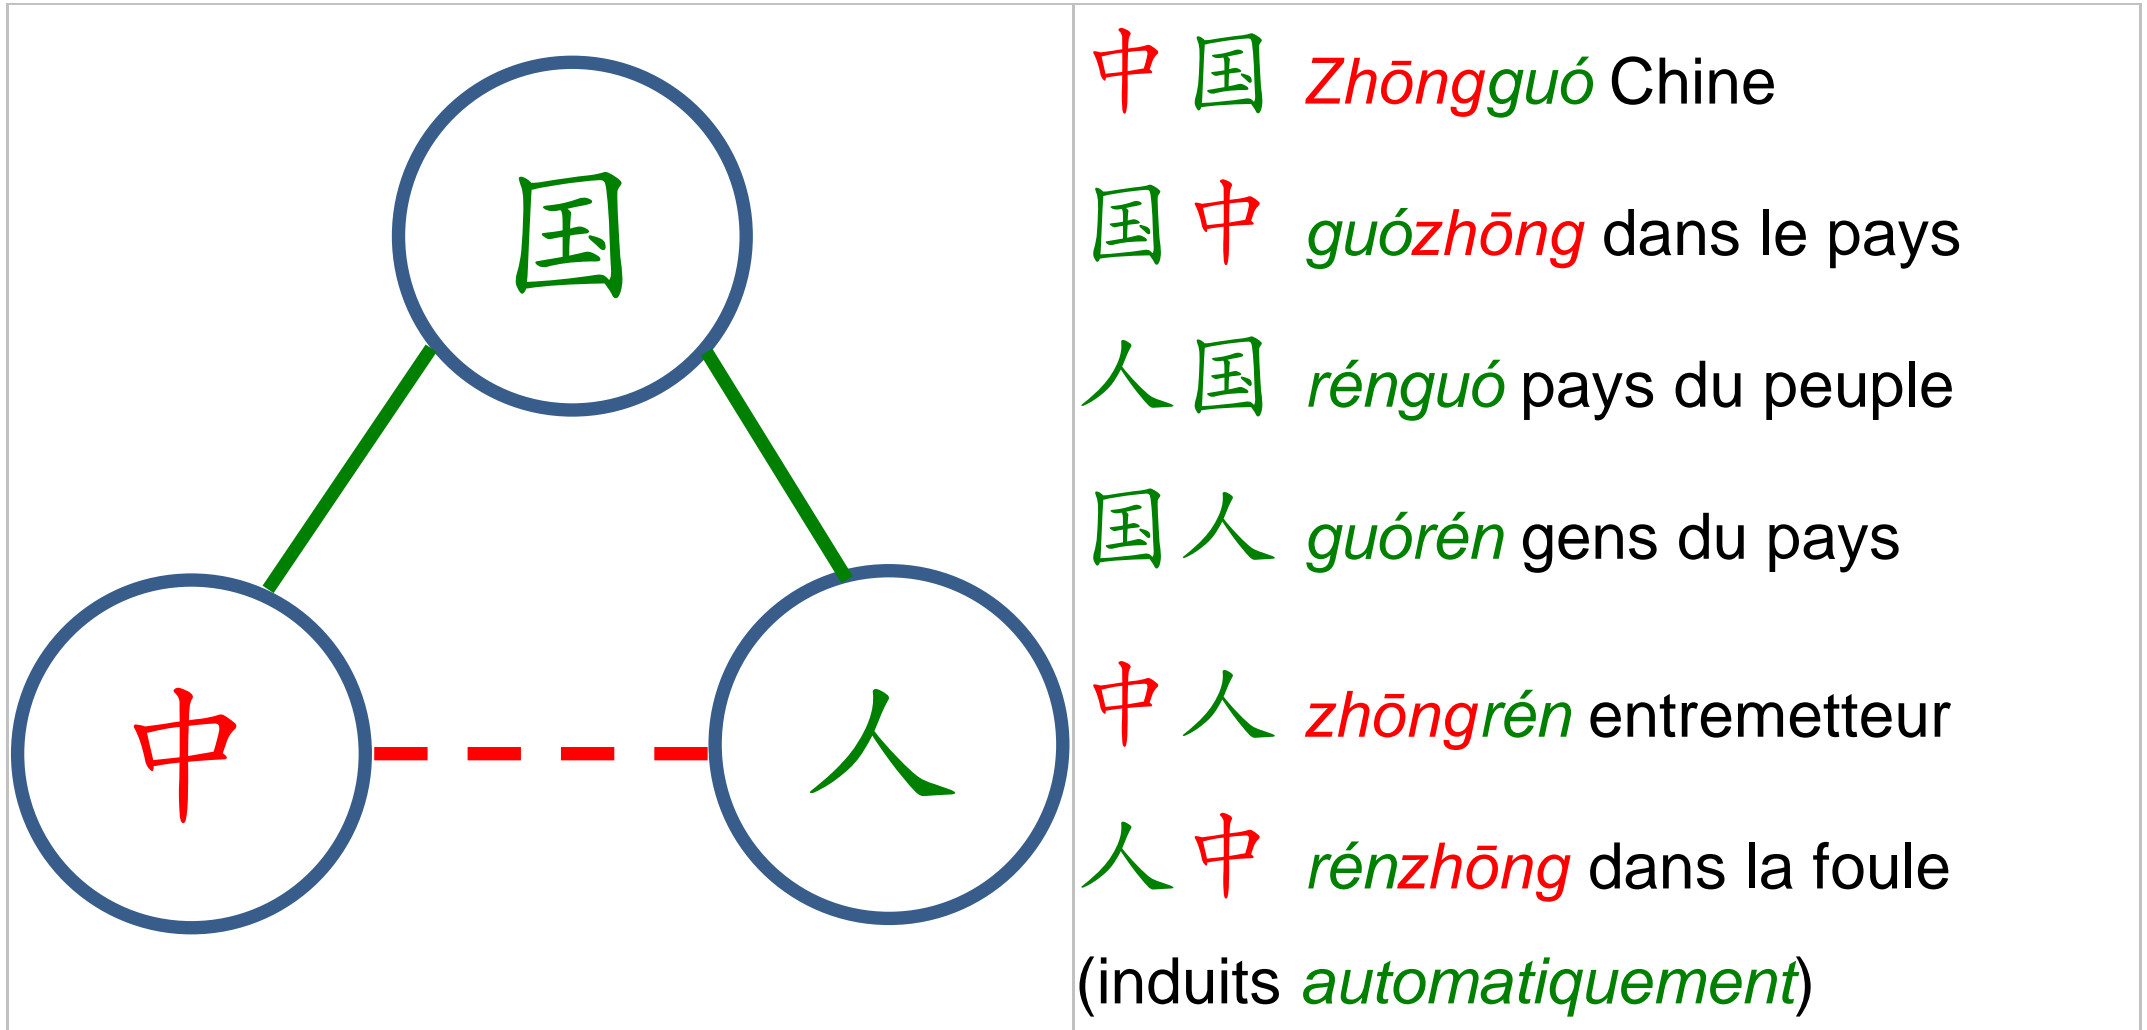 国
中
人
中国 Zhōngguó Chine
国中 guózhōng dans le pays
人国 rénguó pays du peuple
国人 guórén gens du pays
中人 zhōngrén entremetteur
人中 rénzhōng dans la foule
(induits automatiquement)